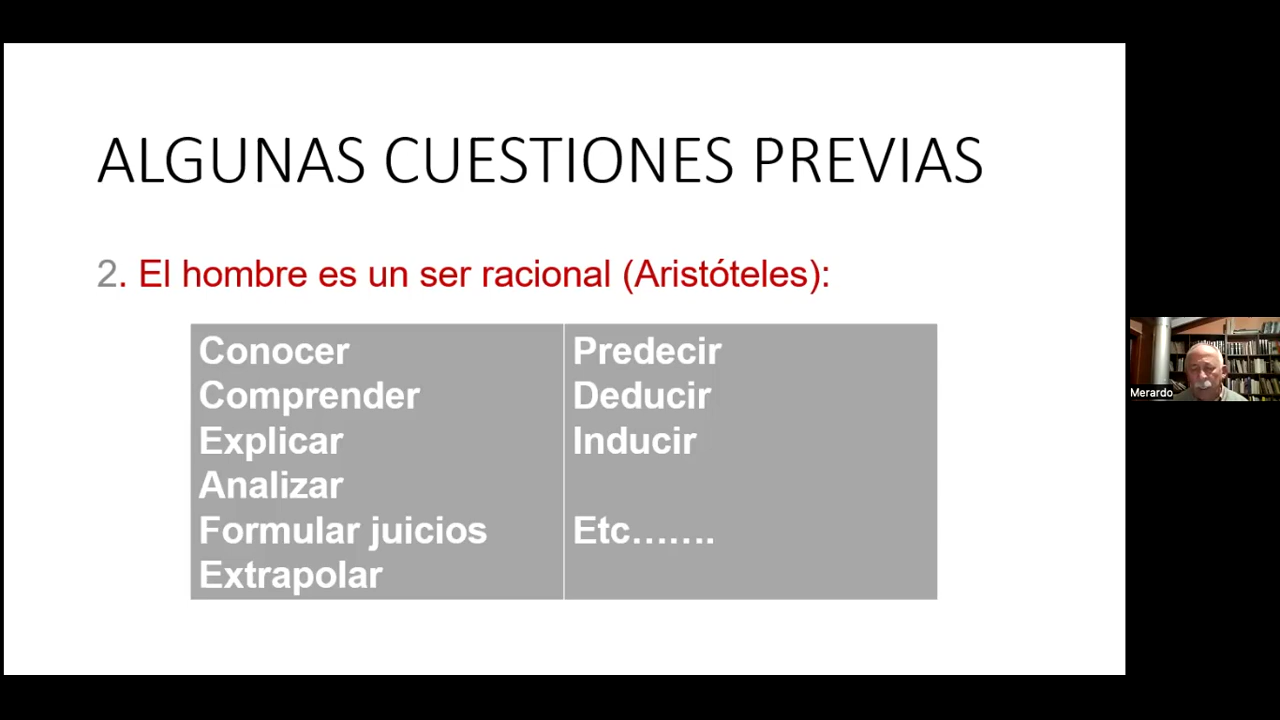 ALGUNAS CUESTIONES PREVIAS
2. El hombre es un ser racional (Aristóteles):
Conocer
Comprender
Explicar
Analizar
Formular juicios
Extrapolar
Predecir
Deducir
Inducir
Etc.......
Merardo